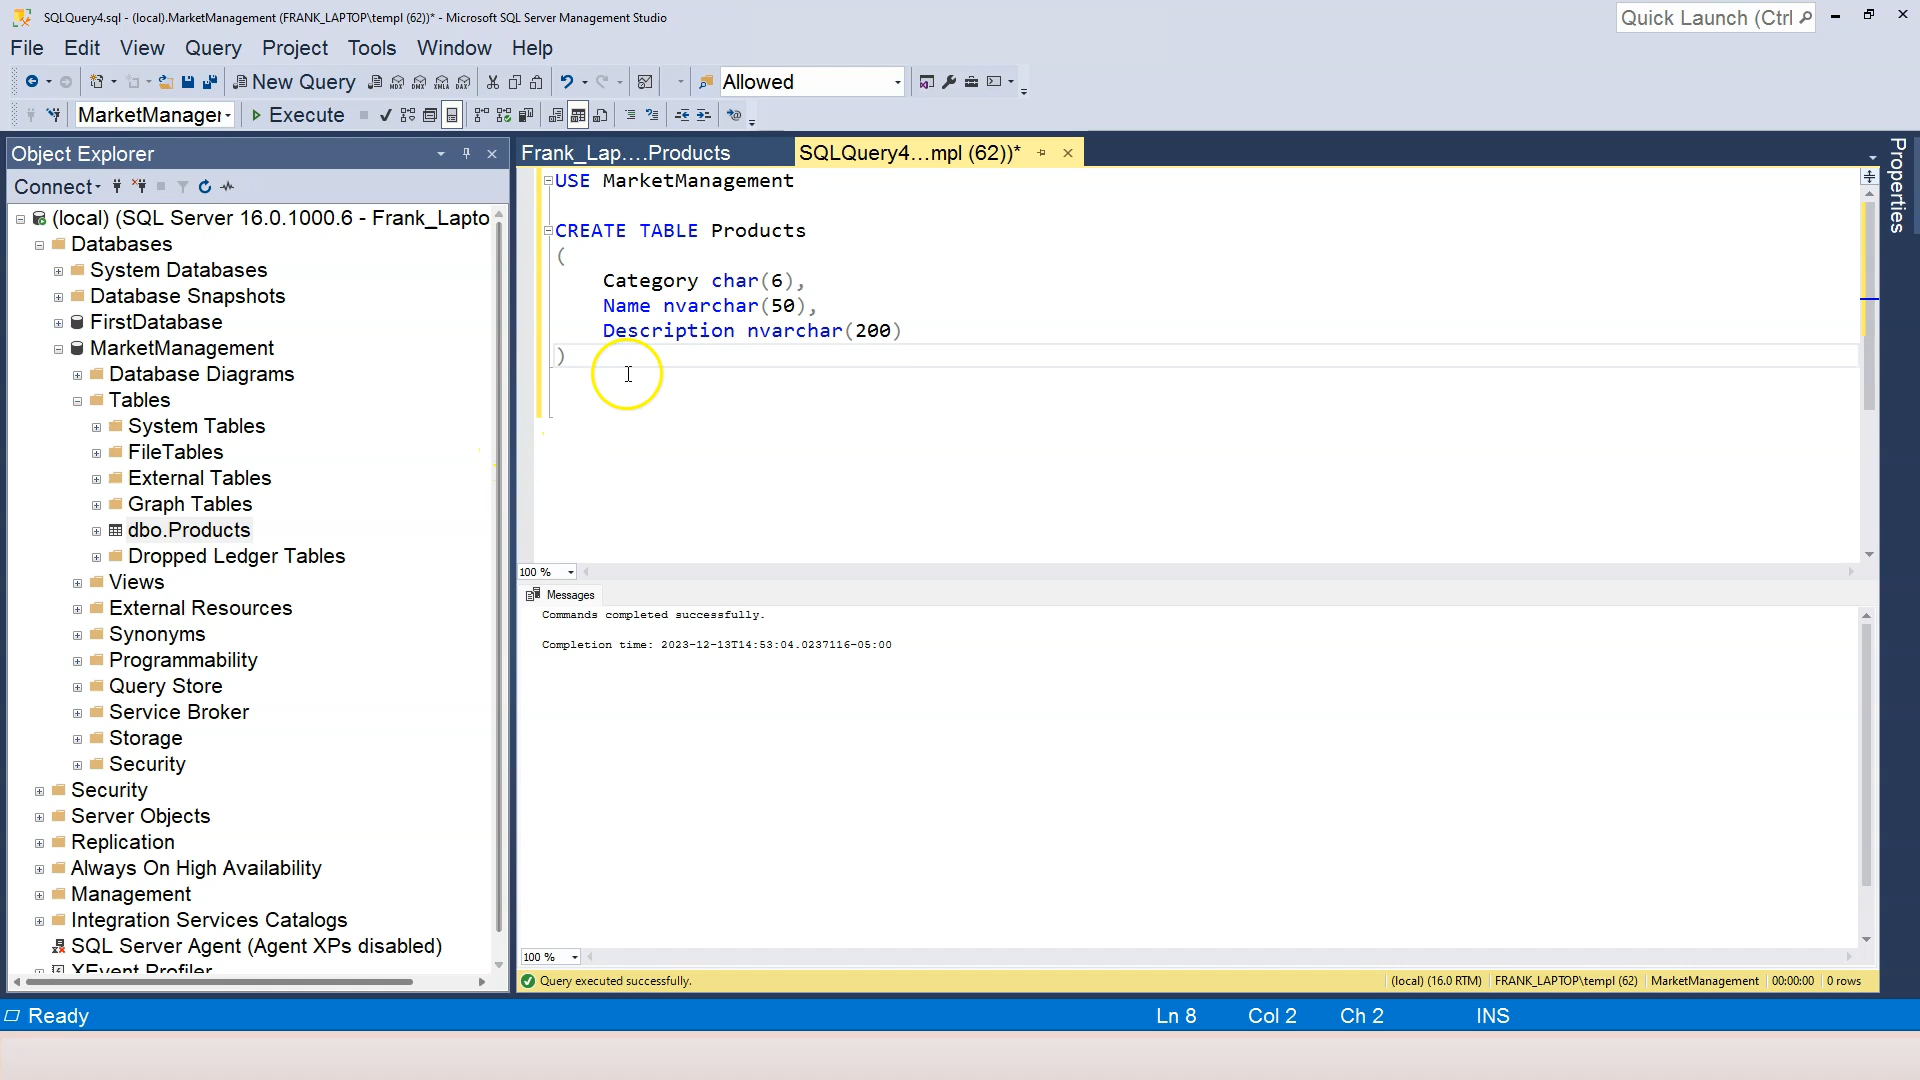 SQLQuery4.sql - (local).MarketManagement (FRANK_LAPTOP\templ (62))* - Microsoft SQL Server Management Studio
Quick Launch (Ctrl
File Edit View Query Project Tools Window Help
New Query
Allowed
MarketManager
Execute
Object Explorer
Frank_Lap....Products
SQLQuery4...mpl (62))*
Properties
Connect
(local) (SQL Server 16.0.1000.6 - Frank_Lapto
Databases
System Databases
Database Snapshots
FirstDatabase
MarketManagement
Database Diagrams
Tables
System Tables
FileTables
External Tables
Graph Tables
dbo.Products
Dropped Ledger Tables
Views
External Resources
Synonyms
Programmability
Query Store
Service Broker
Storage
Security
Security
Server Objects
Replication
Always On High Availability
Management
Integration Services Catalogs
SQL Server Agent (Agent XPs disabled)
XEvent Profiler
USE MarketManagement
CREATE TABLE Products
(
Category char(6),
Name nvarchar(50),
Description nvarchar(200)
)
100 %
Messages
Commands completed successfully.
Completion time: 2023-12-13T14:53:04.0237116-05:00
100 %
Query executed successfully.
(local) (16.0 RTM)
FRANK_LAPTOP\templ (62)
MarketManagement
00:00:00
0 rows
Ready
Ln 8
Col 2
Ch 2
INS